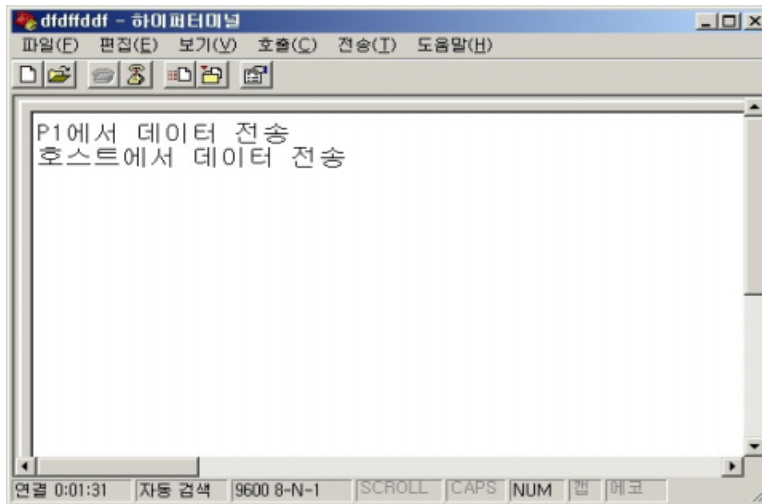 dfdffddf - 하이퍼터미널
파일(F) 편집(E) 보기(V) 호출(C) 전송(T) 도움말(H)
P1에서 데이터 전송
호스트에서 데이터 전송
연결 0:01:31 자동 검색 9600 8-N-1 SCROLL CAPS NUM 캡 에코